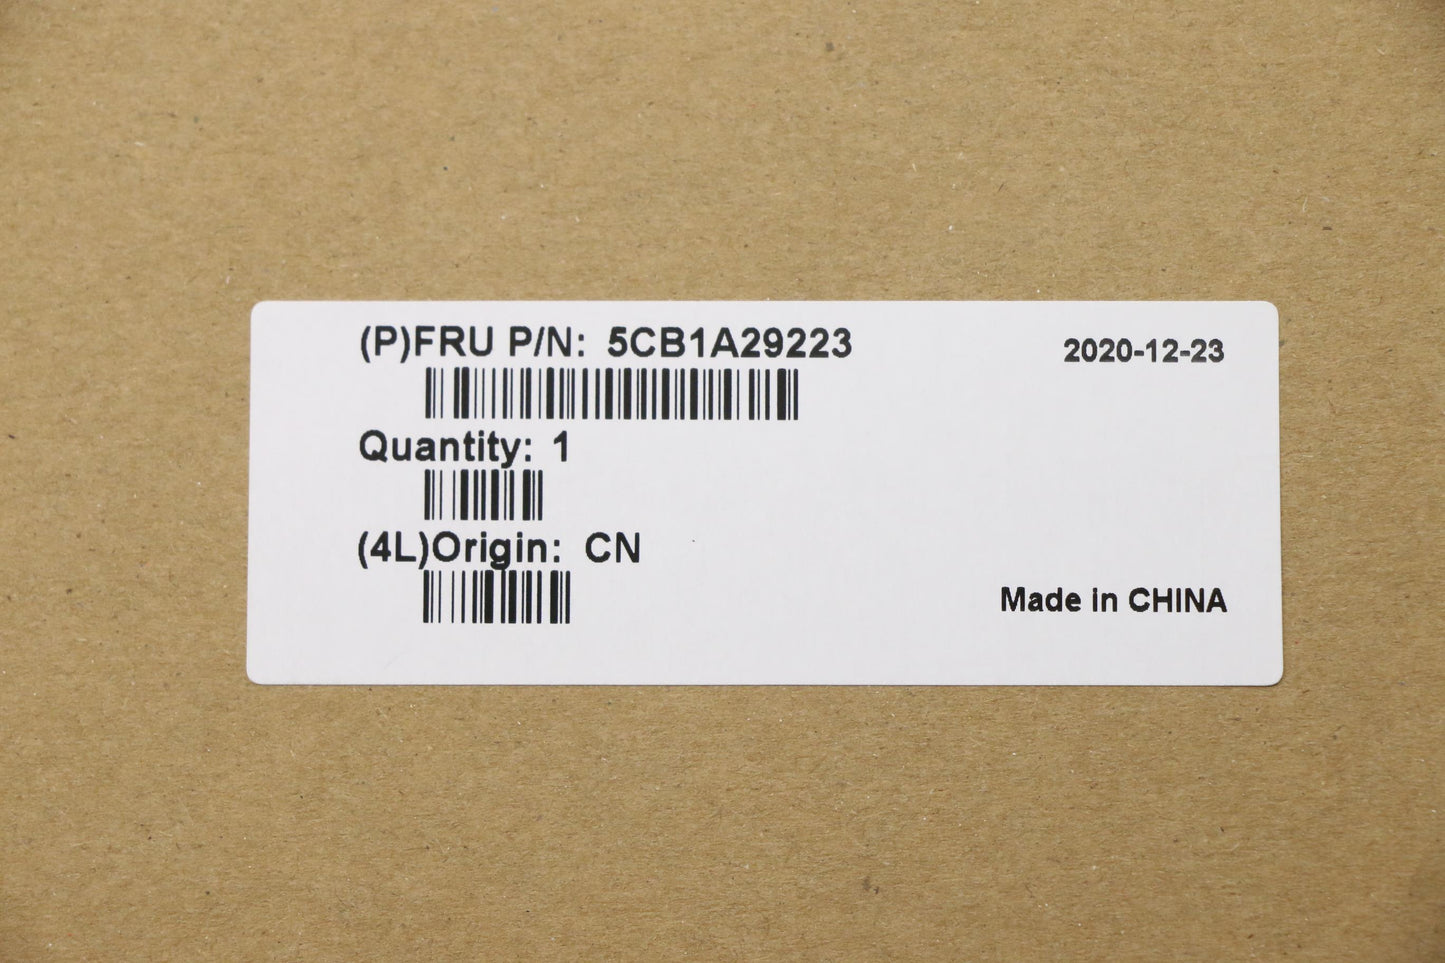 (P)FRU P/N: 5CB1A29223
2020-12-23
Quantity: 1
(4L)Origin: CN
Made in CHINA